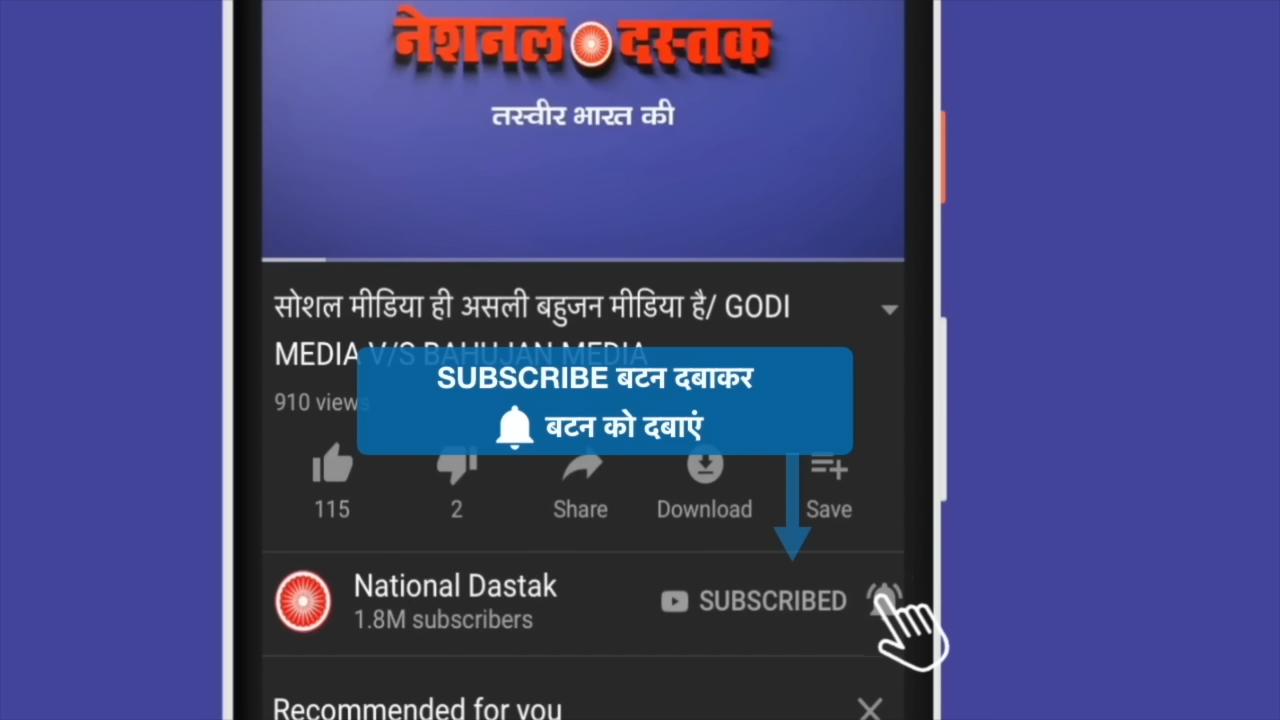 नेशनल दस्तक
तस्वीर भारत की
सोशल मीडिया ही असली बहुजन मीडिया है/ GODI
MEDIA V/S BAHUJAN MEDIA
910 views
SUBSCRIBE बटन दबाकर
बटन को दबाएं
115
2
Share
Download
Save
National Dastak
1.8M subscribers
SUBSCRIBED
Recommended for you